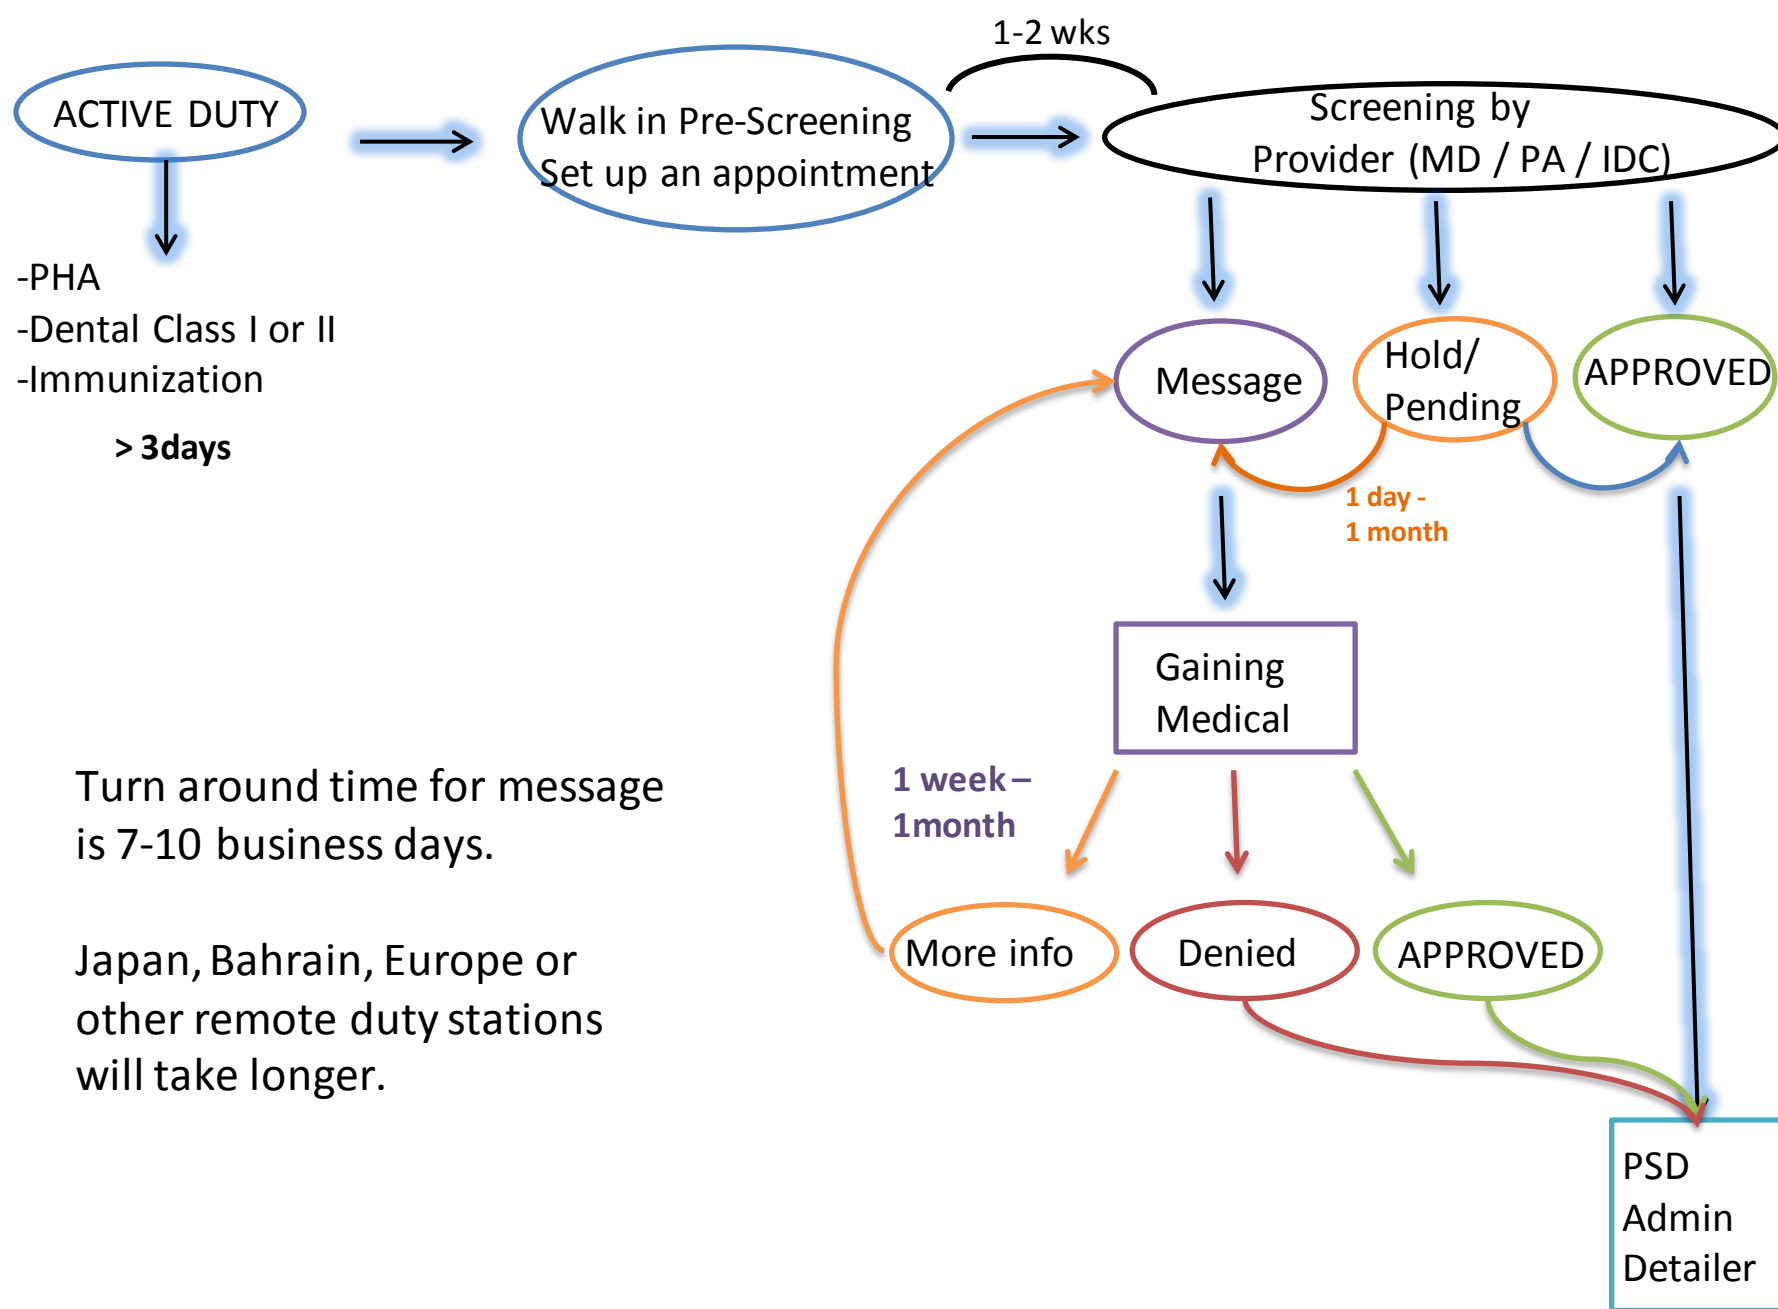 1-2 wks
ACTIVE DUTY
Walk in Pre-Screening
Set up an appointment
Screening by
Provider (MD / PA / IDC)
-PHA
-Dental Class I or II
-Immunization
> 3days
Message
Hold/
Pending
APPROVED
1 day -
1 month
Gaining
Medical
1 week –
1month
Turn around time for message
is 7-10 business days.
Japan, Bahrain, Europe or
other remote duty stations
will take longer.
More info
Denied
APPROVED
PSD
Admin
Detailer